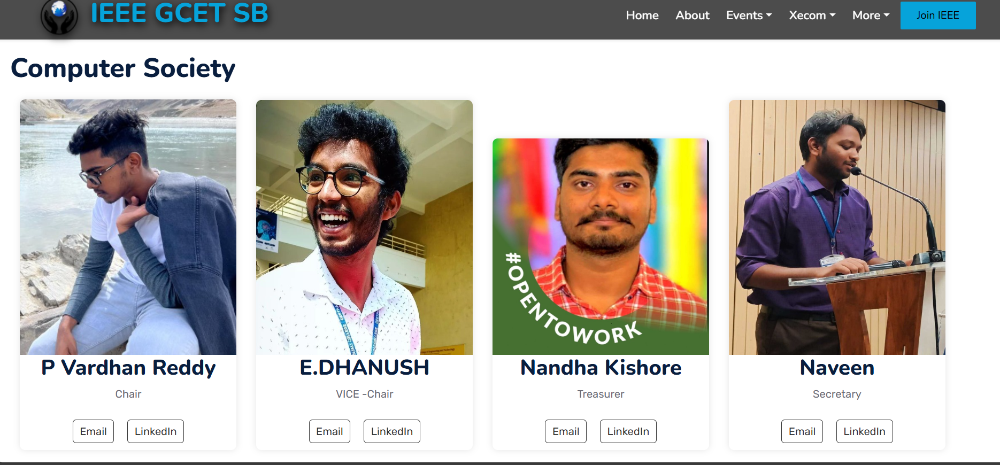 IEEE GCET SB
Home About Events Xecom More Join IEEE
Computer Society
#OPENTOWORK
P Vardhan Reddy
Chair
Email LinkedIn
E.DHANUSH
VICE -Chair
Email LinkedIn
Nandha Kishore
Treasurer
Email LinkedIn
Naveen
Secretary
Email LinkedIn